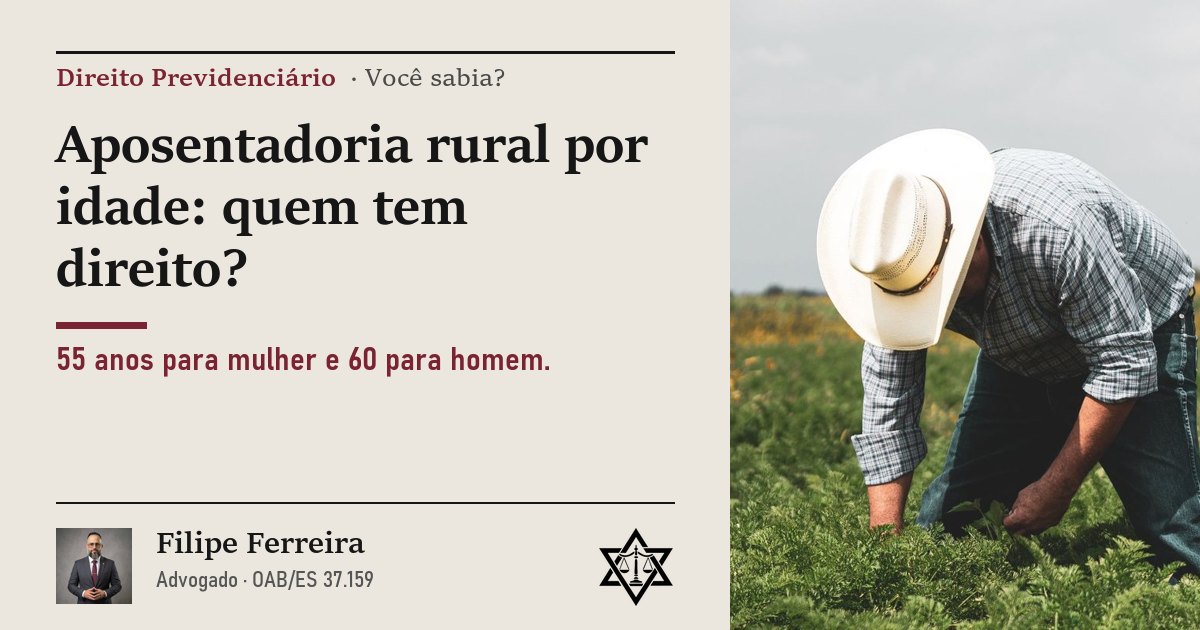 Direito Previdenciário · Você sabia?
Aposentadoria rural por
idade: quem tem
direito?
55 anos para mulher e 60 para homem.
Filipe Ferreira
Advogado · OAB/ES 37.159